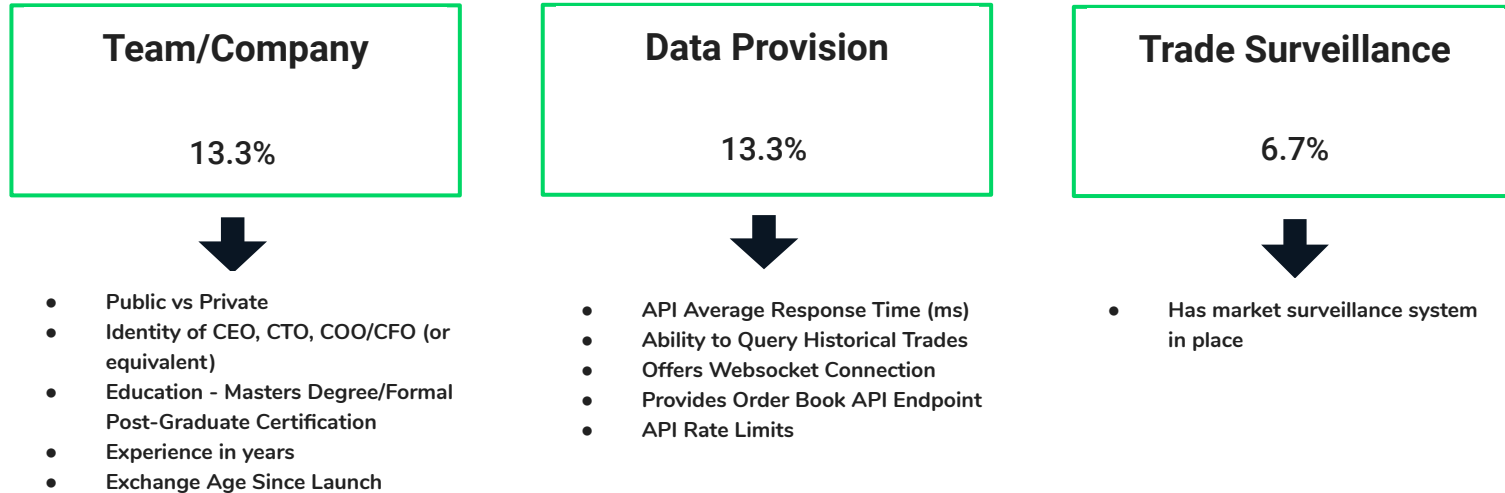 Team/Company
13.3%
● Public vs Private
● Identity of CEO, CTO, COO/CFO (or
equivalent)
● Education - Masters Degree/Formal
Post-Graduate Certification
● Experience in years
● Exchange Age Since Launch
Data Provision
13.3%
● API Average Response Time (ms)
● Ability to Query Historical Trades
● Offers Websocket Connection
● Provides Order Book API Endpoint
● API Rate Limits
Trade Surveillance
6.7%
● Has market surveillance system
in place